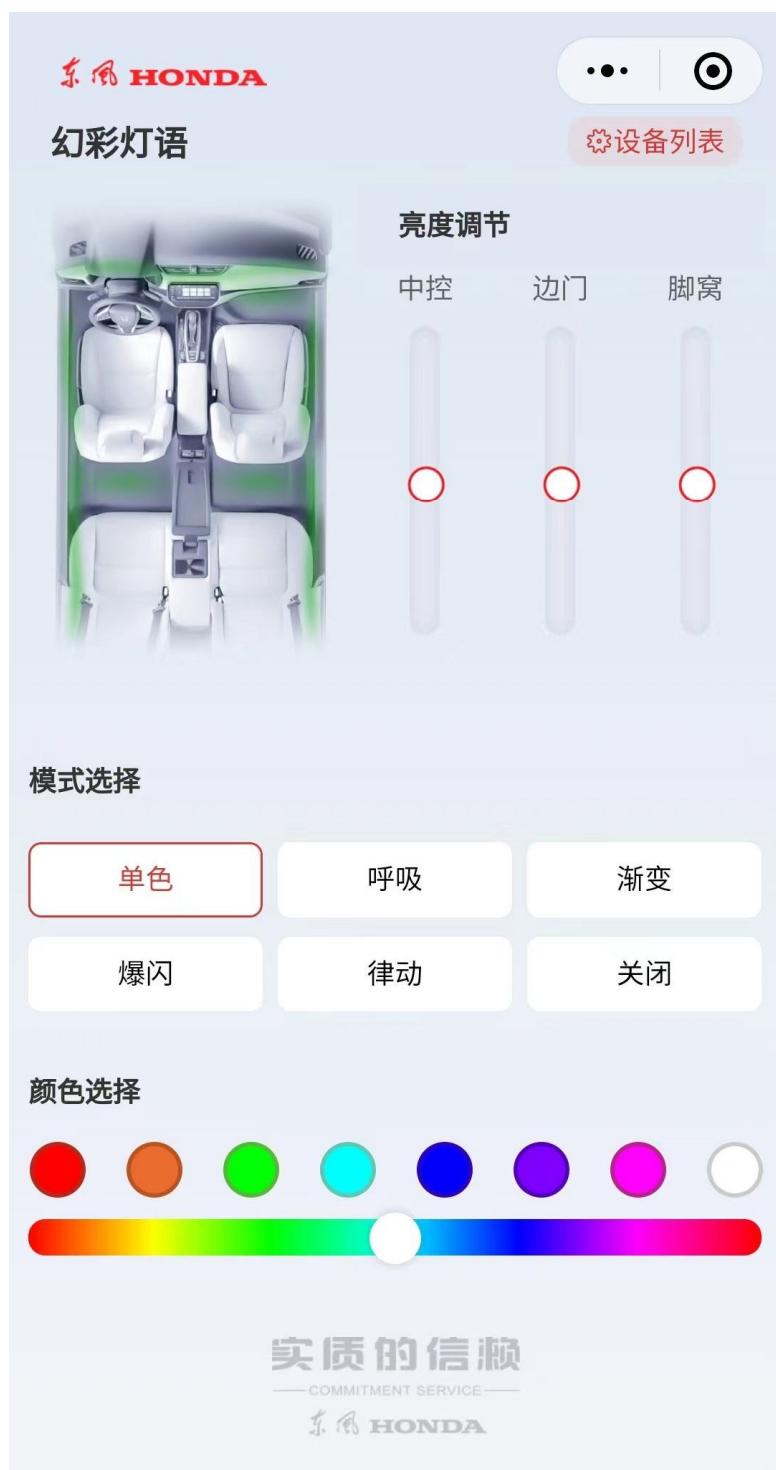 东风 HONDA
幻彩灯语
设备列表
亮度调节
中控 边门 脚窝
模式选择
单色 呼吸 渐变
爆闪 律动 关闭
颜色选择
实质的信赖
COMMITMENT SERVICE
东风 HONDA